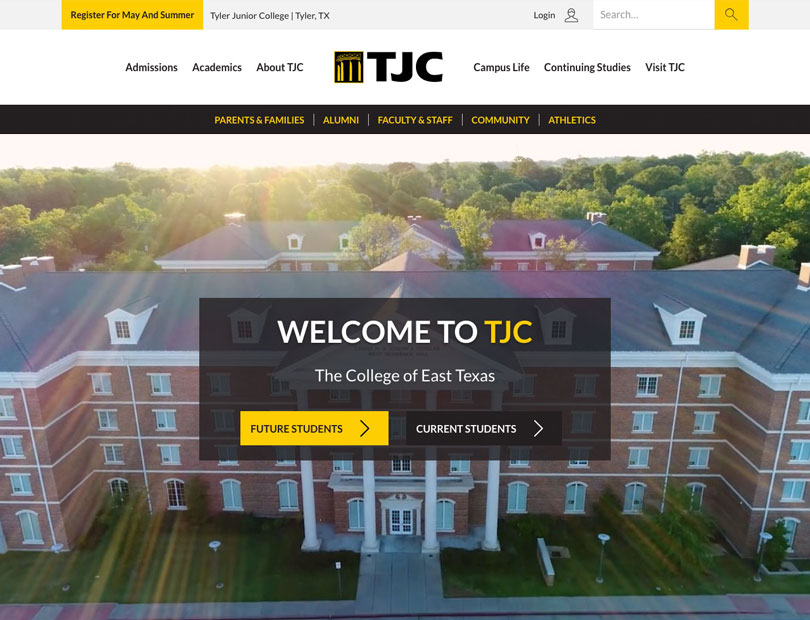 Register For May And Summer
Tyler Junior College | Tyler, TX
Login
Search...
Admissions
Academics
About TJC
TJC
Campus Life
Continuing Studies
Visit TJC
PARENTS & FAMILIES
ALUMNI
FACULTY & STAFF
COMMUNITY
ATHLETICS
WELCOME TO TJC
The College of East Texas
FUTURE STUDENTS
CURRENT STUDENTS